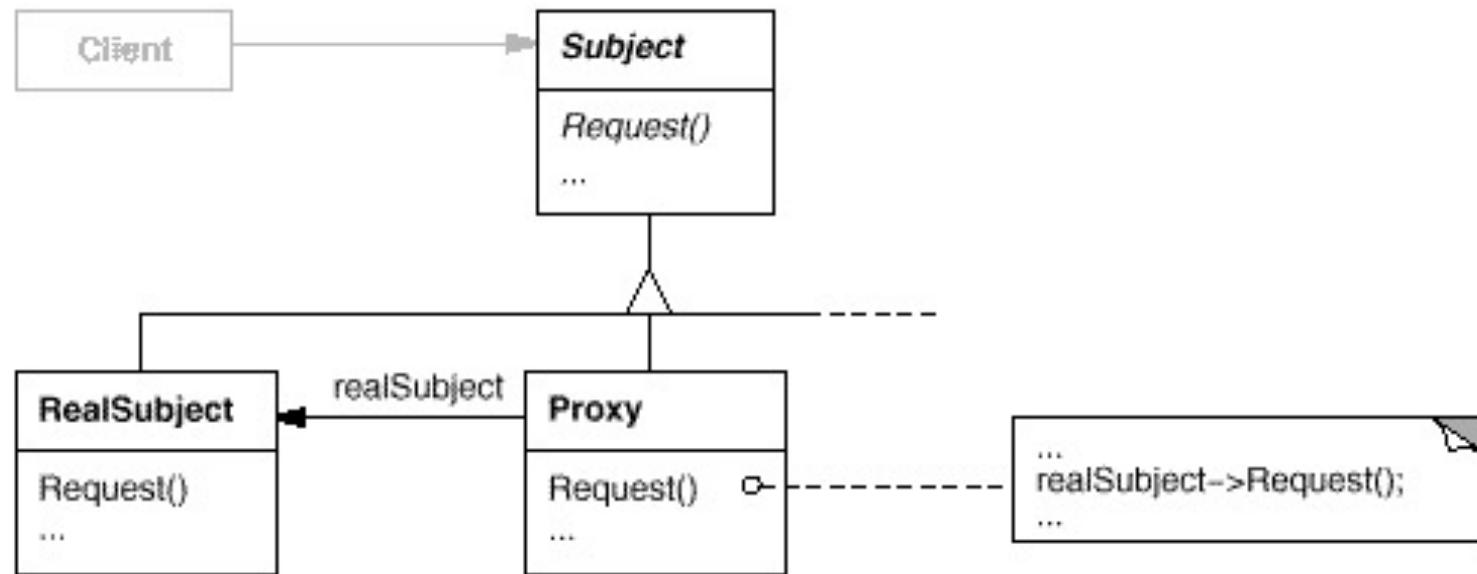 Client
Subject
Request()
...
realSubject
RealSubject
Request()
...
Proxy
Request()
...
...
realSubject->Request();
...